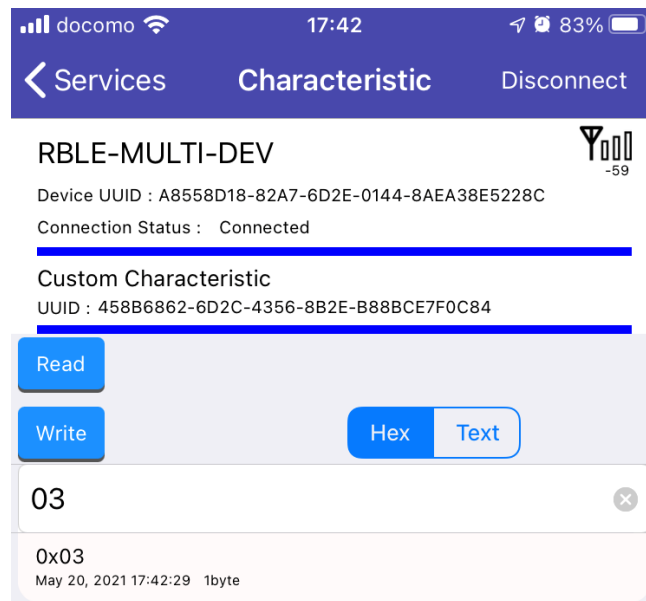 docomo 17:42 83%
Services Characteristic Disconnect
RBLE-MULTI-DEV
-59
Device UUID : A8558D18-82A7-6D2E-0144-8AEA38E5228C
Connection Status : Connected
Custom Characteristic
UUID : 458B6862-6D2C-4356-8B2E-B88BCE7F0C84
Read
Write Hex Text
03
0x03
May 20, 2021 17:42:29 1byte